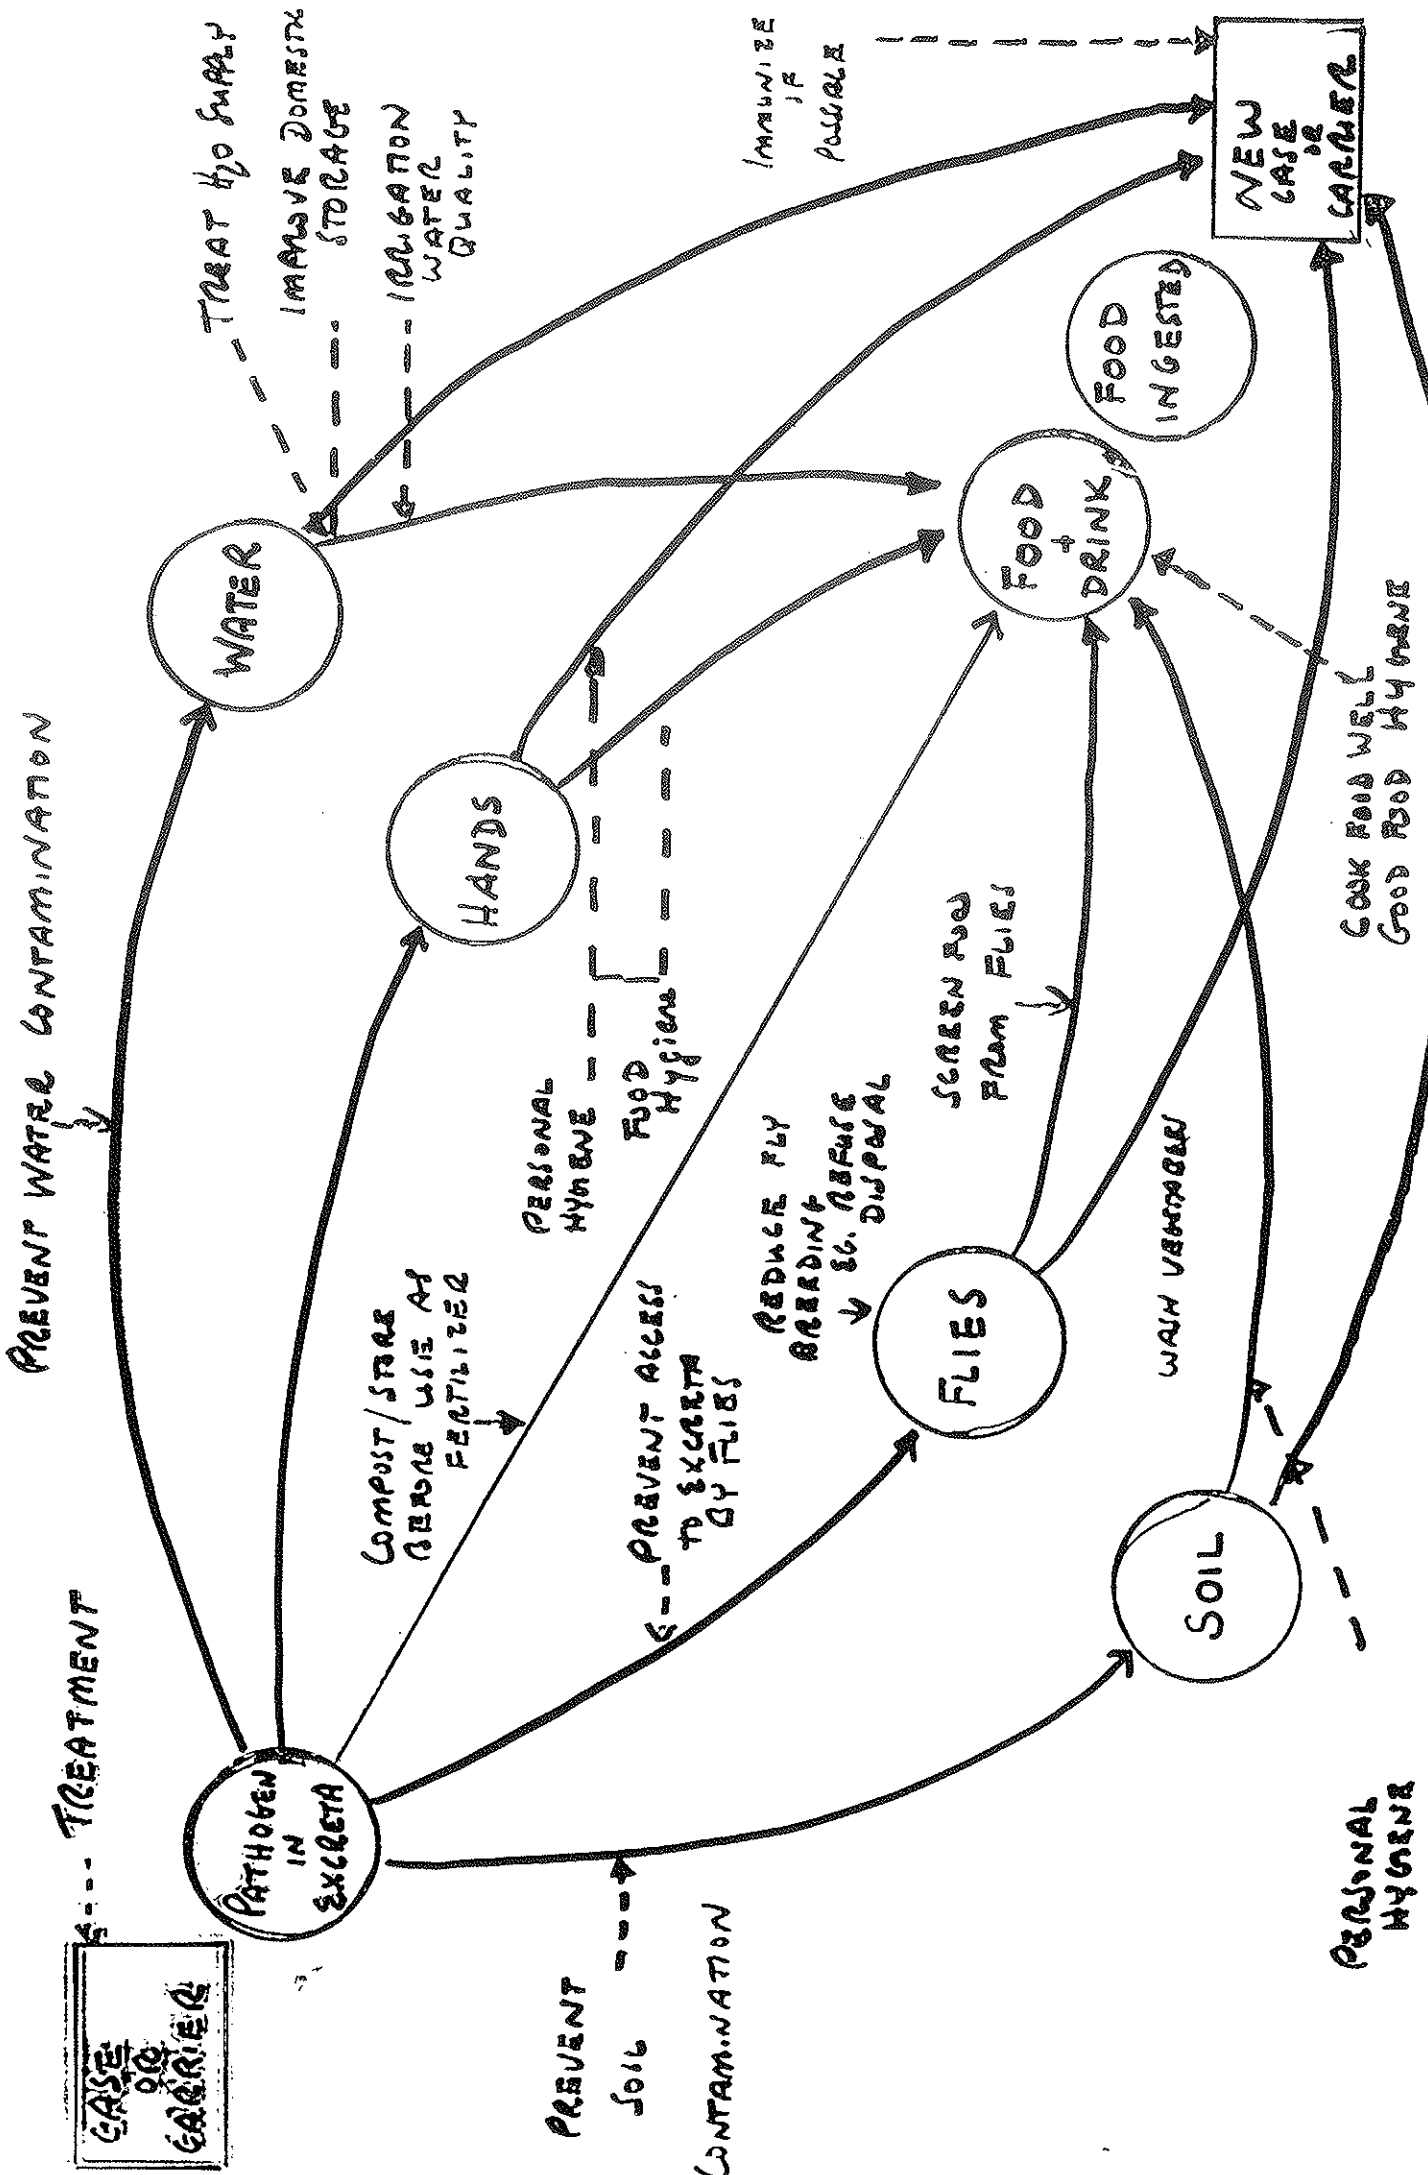 CASE
OR
CARRIER
TREATMENT
PATHOGEN
IN
EXCRETA
PREVENT WATER CONTAMINATION
WATER
TREAT H2O SUPPLY
IMPROVE DOMESTIC
STORAGE
IRRIGATION
WATER
QUALITY
HANDS
COMPOST/STORE
BEFORE USE AS
FERTILIZER
PERSONAL
HYGIENE
FOOD
Hygiene
IMMUNIZE
IF
POSSIBLE
PREVENT ACCESS
TO EXCRETA
BY FLIES
REDUCE FLY
BREEDING
EG. REFUSE
DISPOSAL
SCREEN FOOD
FROM FLIES
FLIES
FOOD
+
DRINK
FOOD
INGESTED
NEW
CASE
OR
CARRIER
PREVENT
SOIL
CONTAMINATION
SOIL
WASH VEGETABLES
COOK FOOD WELL
GOOD FOOD HYGIENE
PERSONAL
HYGIENE